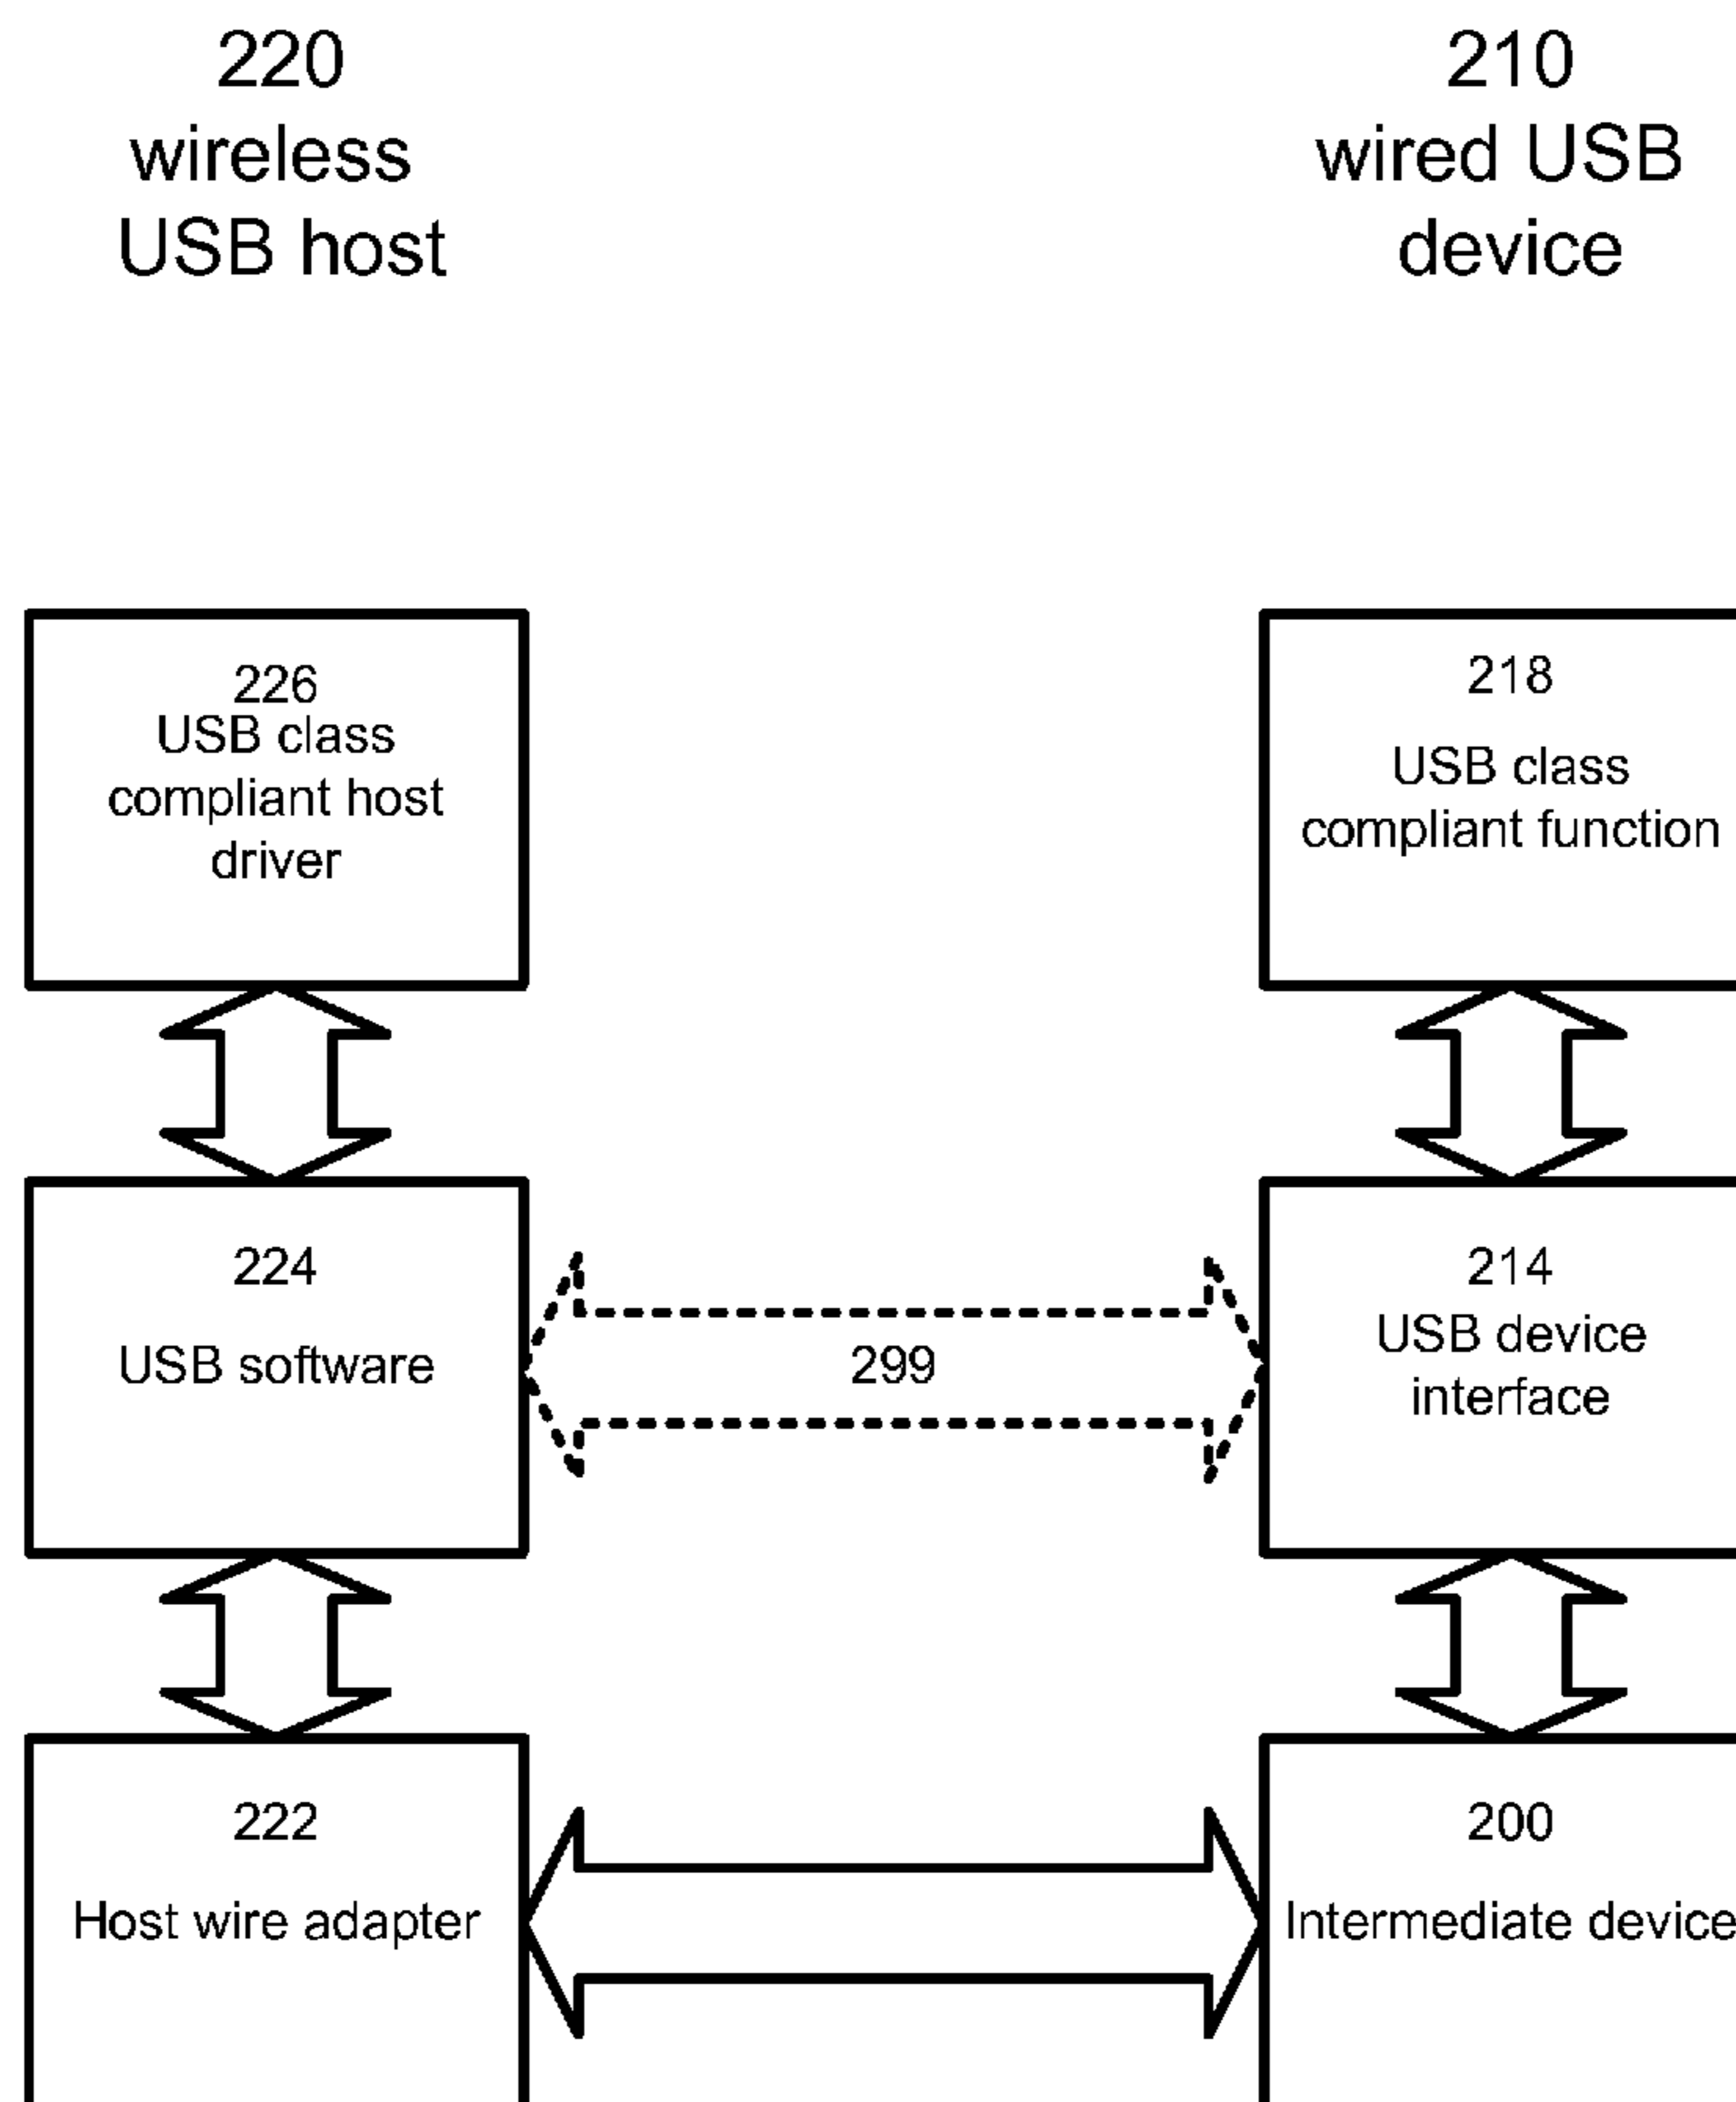 220
wireless
USB host
210
wired USB
device
226
USB class
compliant host
driver
218
USB class
compliant function
224
USB software
299
214
USB device
interface
222
Host wire adapter
200
Intermediate device